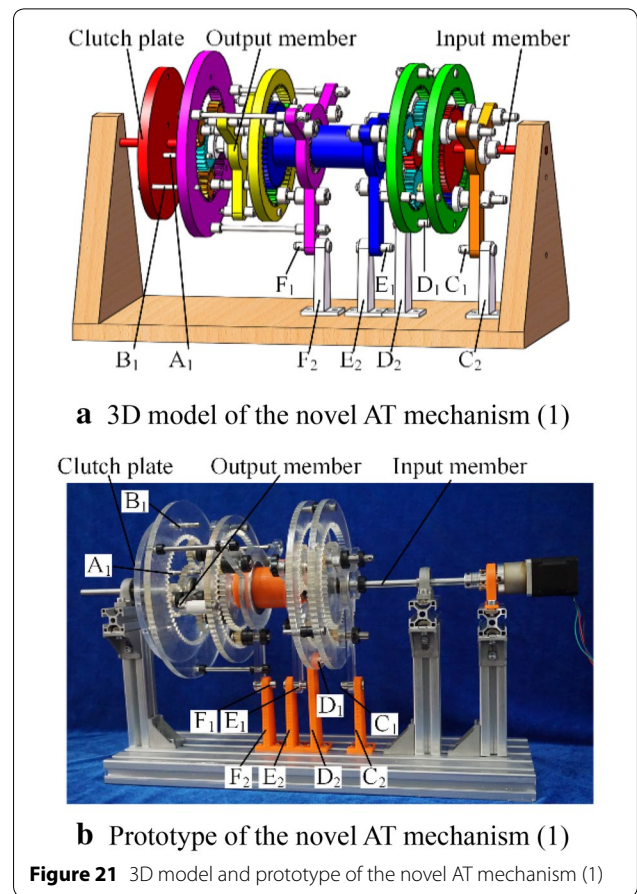 Clutch plate Output member Input member
F₁ E₁ D₁ C₁
B₁ A₁ F₂ E₂ D₂ C₂
a 3D model of the novel AT mechanism (1)
Clutch plate Output member Input member
B₁
A₁
F₁ E₁ D₁ C₁
F₂ E₂ D₂ C₂
b Prototype of the novel AT mechanism (1)
Figure 21 3D model and prototype of the novel AT mechanism (1)